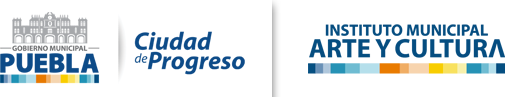 GOBIERNO MUNICIPAL
PUEBLA
Ciudad
de Progreso
INSTITUTO MUNICIPAL
ARTE Y CULTURA